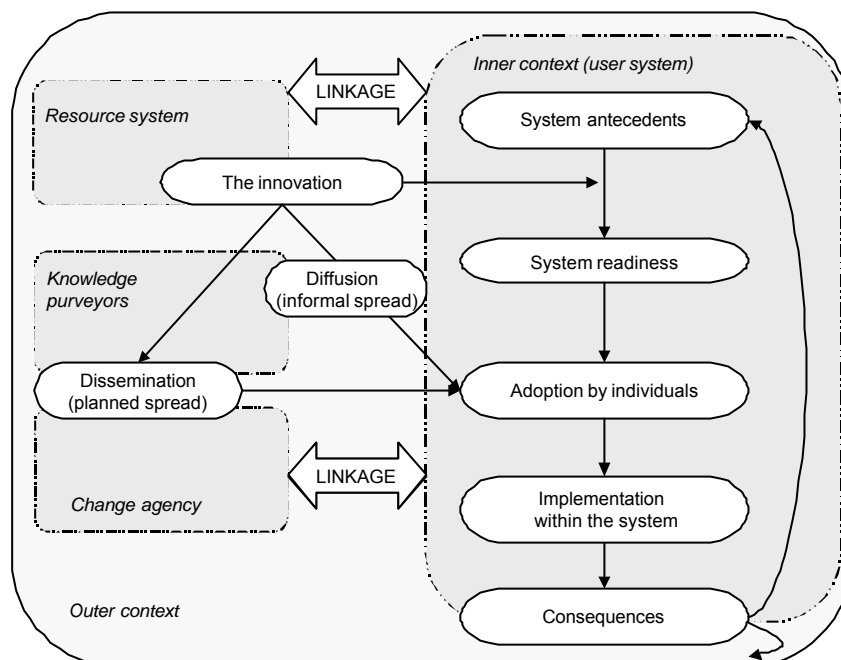 Inner context (user system)
LINKAGE
Resource system
System antecedents
The innovation
System readiness
Knowledge
purveyors
Diffusion
(informal spread)
Dissemination
(planned spread)
Adoption by individuals
LINKAGE
Change agency
Implementation
within the system
Outer context
Consequences